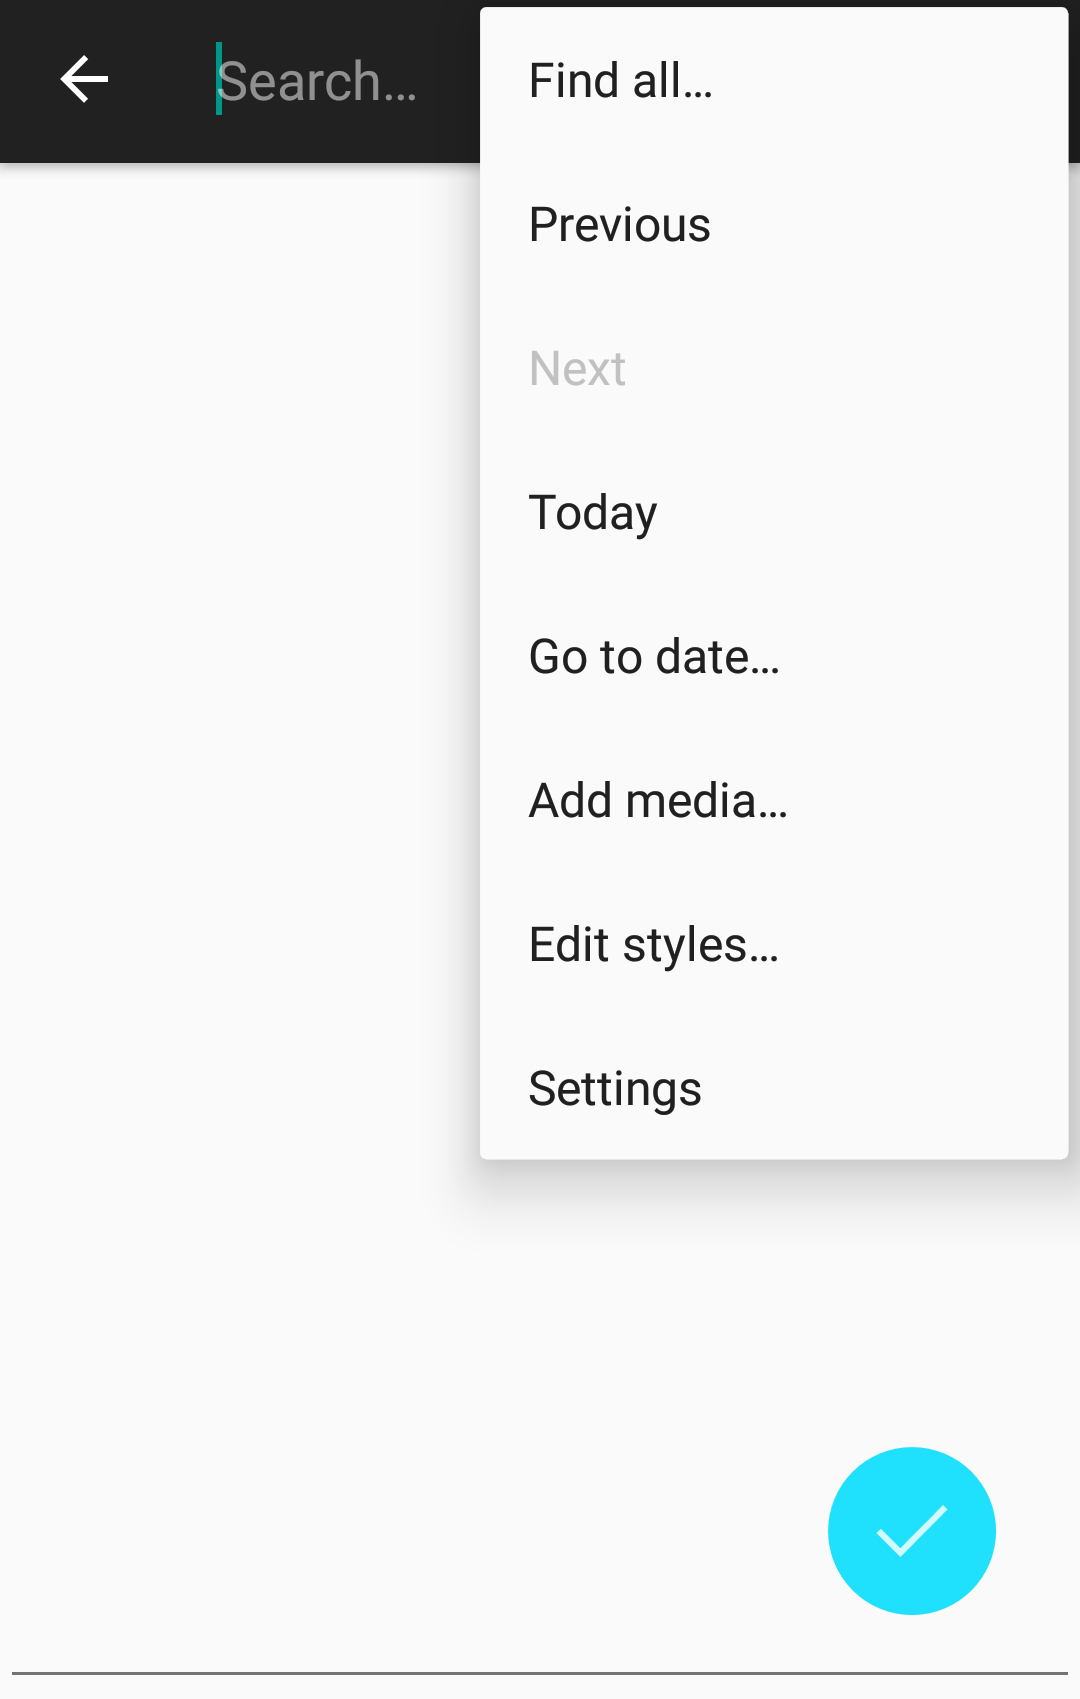 Search…
Find all…
Previous
Next
Today
Go to date…
Add media…
Edit styles…
Settings